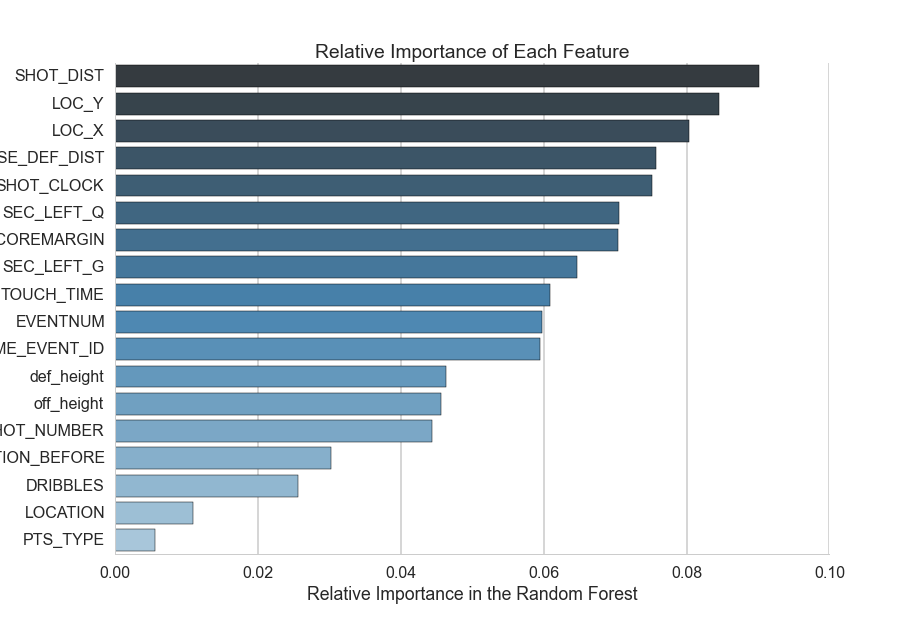 Relative Importance of Each Feature
SHOT_DIST
LOC_Y
LOC_X
SE_DEF_DIST
SHOT_CLOCK
SEC_LEFT_Q
COREMARGIN
SEC_LEFT_G
TOUCH_TIME
EVENTNUM
ME_EVENT_ID
def_height
off_height
HOT_NUMBER
TION_BEFORE
DRIBBLES
LOCATION
PTS_TYPE
0.00 0.02 0.04 0.06 0.08 0.10
Relative Importance in the Random Forest